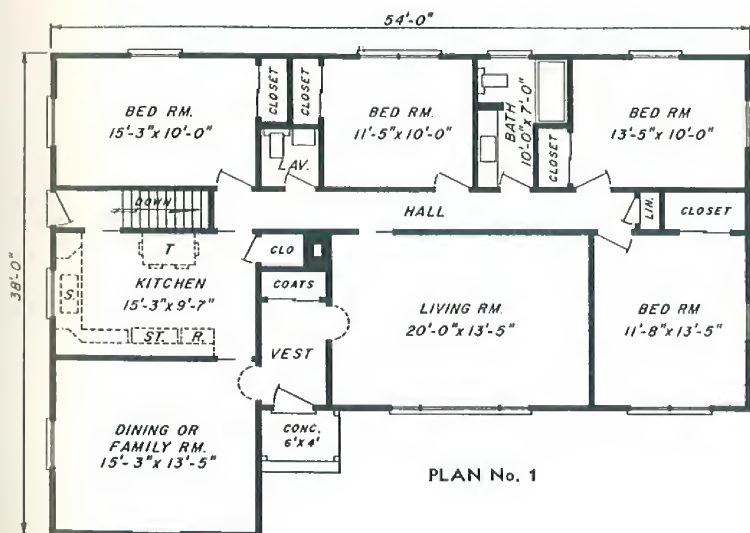 54'-0"
38'-0"
BED RM.
15'-3" x 10'-0"
CLOSET
CLOSET
LAV.
BED RM.
11'-5" x 10'-0"
BATH
10'-0" x 7'-0"
CLOSET
BED RM
13'-5" x 10'-0"
DOWN
HALL
LIN.
CLOSET
T
S.
KITCHEN
15'-3" x 9'-7"
ST.
R.
CLO
COATS
VEST
LIVING RM.
20'-0" x 13'-5"
BED RM
11'-8" x 13'-5"
DINING OR
FAMILY RM.
15'-3" x 13'-5"
CONC.
6' X 4'
PLAN No. 1